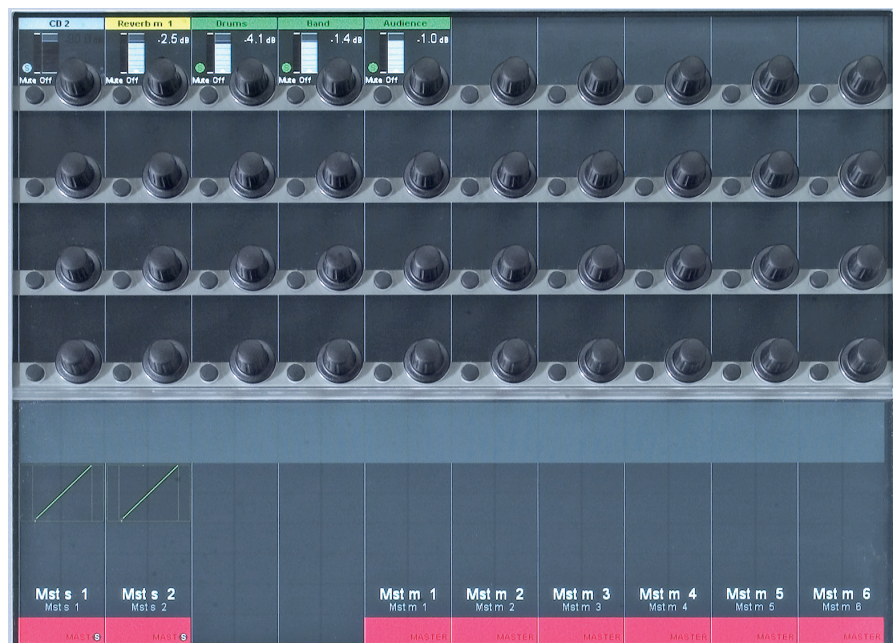 CD 2
Reverb m 1
Drums
Band
Audience
-2.5 dB
-4.1 dB
-1.4 dB
-1.0 dB
Mute Off
Mute Off
Mute Off
Mute Off
Mute Off
Mst s 1
Mst s 2
Mst m 1
Mst m 2
Mst m 3
Mst m 4
Mst m 5
Mst m 6
Mst s 1
Mst s 2
Mst m 1
Mst m 2
Mst m 3
Mst m 4
Mst m 5
Mst m 6
MAST S
MAST S
MASTER
MASTER
MASTER
MASTER
MASTER
MASTER